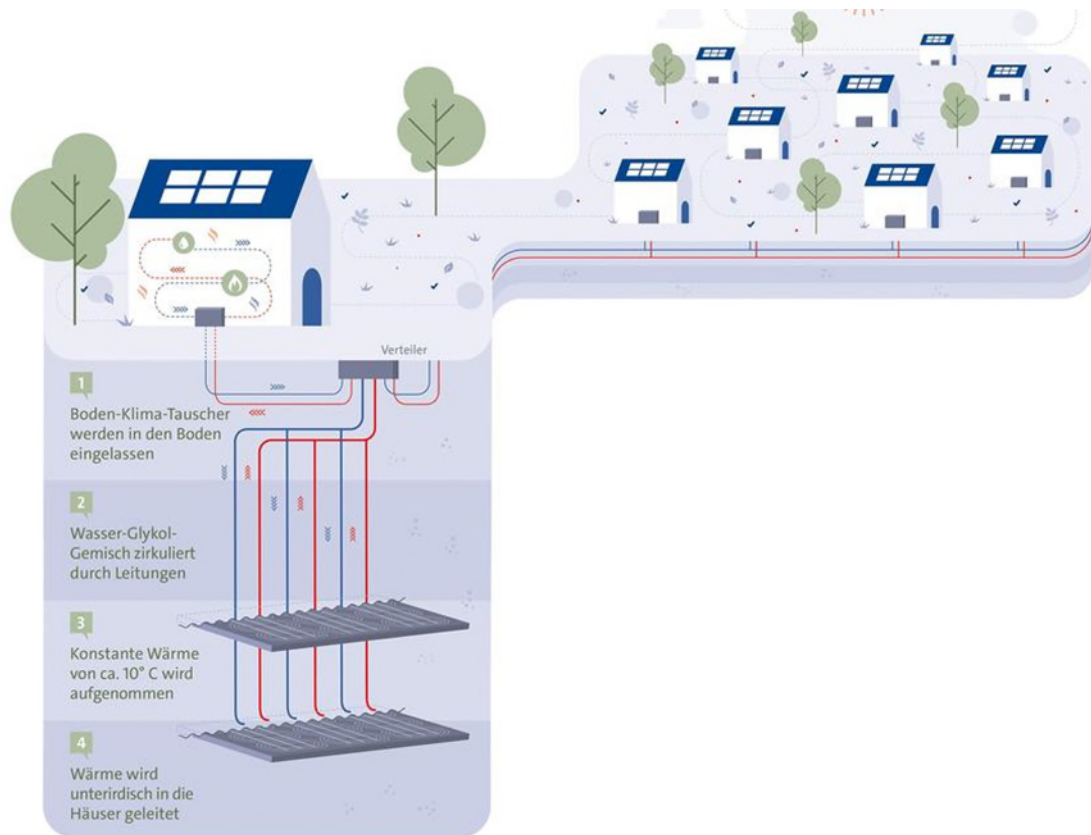 Verteiler
1
Boden-Klima-Tauscher
werden in den Boden
eingelassen
2
Wasser-Glykol-
Gemisch zirkuliert
durch Leitungen
3
Konstante Wärme
von ca. 10° C wird
aufgenommen
4
Wärme wird
unterirdisch in die
Häuser geleitet